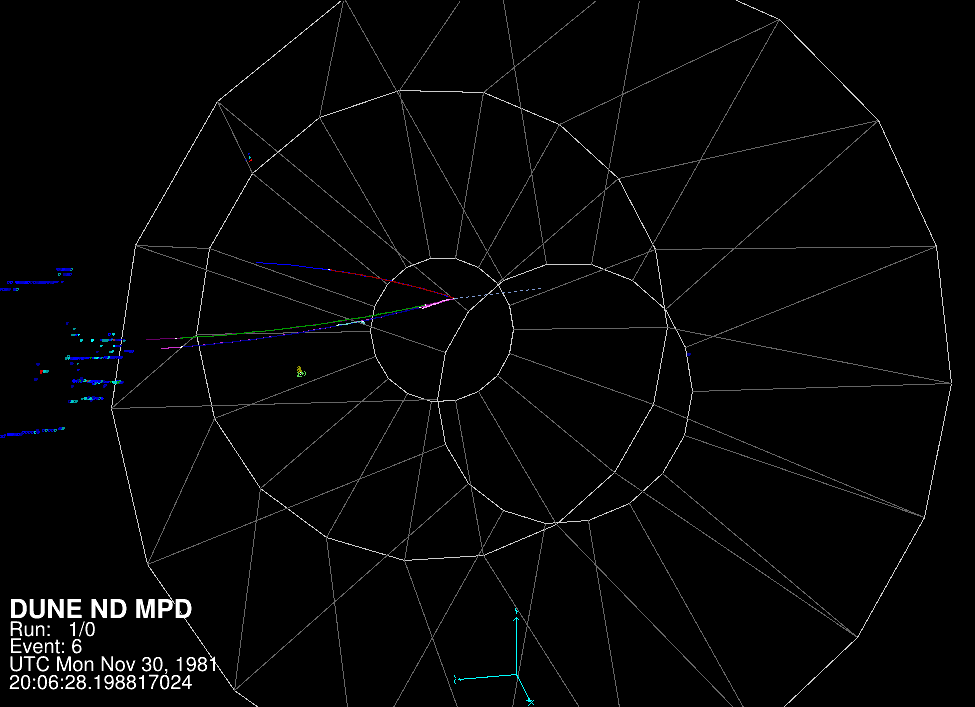 DUNE ND MPD
Run: 1/0
Event: 6
UTC Mon Nov 30, 1981
20:06:28.198817024